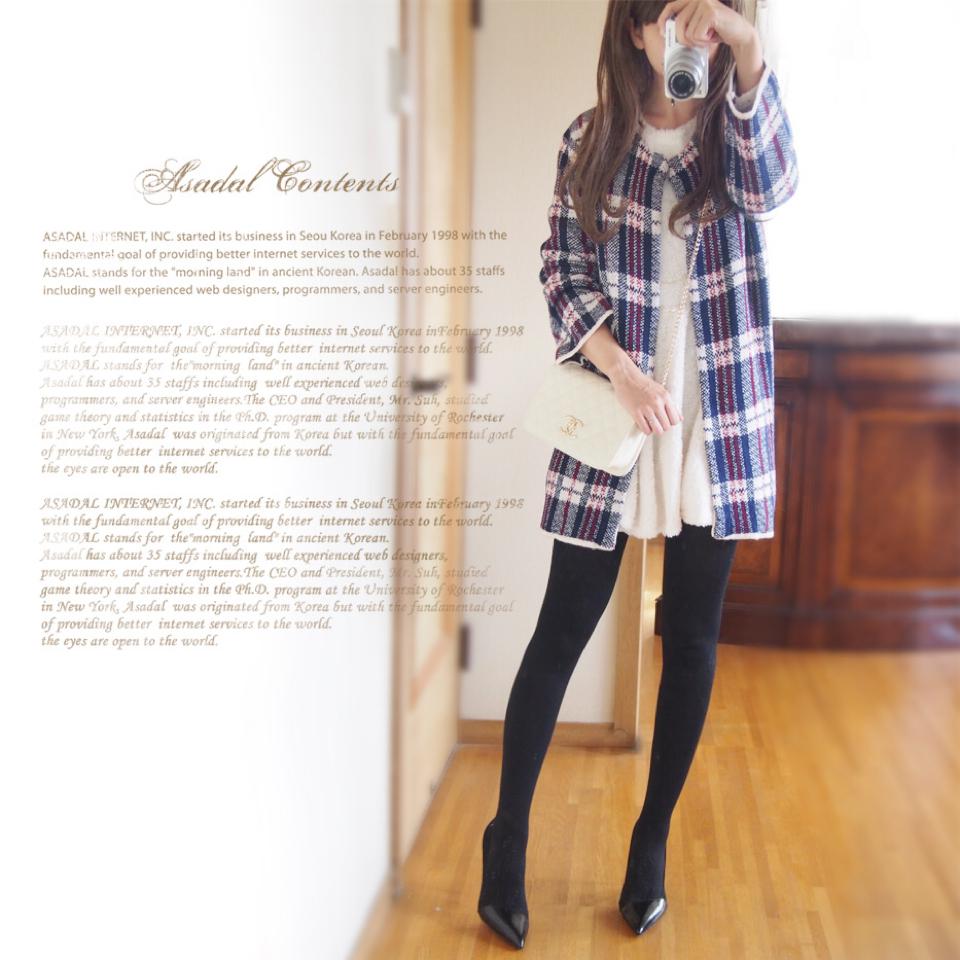 Asadal Contents
ASADAL INTERNET, INC. started its business in Seou Korea in February 1998 with the
fundamental goal of providing better internet services to the world.
ASADAL stands for the "morning land" in ancient Korean. Asadal has about 35 staffs
including well experienced web designers, programmers, and server engineers.
ASADAL INTERNET, INC. started its business in Seoul Korea inFebruary 1998
with the fundamental goal of providing better internet services to the world.
ASADAL stands for the"morning land" in ancient Korean.
Asadal has about 35 staffs including well experienced web designers,
programmers, and server engineers.The CEO and President, Mr. Suh, studied
game theory and statistics in the Ph.D. program at the University of Rochester
in New York. Asadal was originated from Korea but with the fundamental goal
of providing better internet services to the world.
the eyes are open to the world.
ASADAL INTERNET, INC. started its business in Seoul Korea inFebruary 1998
with the fundamental goal of providing better internet services to the world.
ASADAL stands for the"morning land" in ancient Korean.
Asadal has about 35 staffs including well experienced web designers,
programmers, and server engineers.The CEO and President, Mr. Suh, studied
game theory and statistics in the Ph.D. program at the University of Rochester
in New York. Asadal was originated from Korea but with the fundamental goal
of providing better internet services to the world.
the eyes are open to the world.